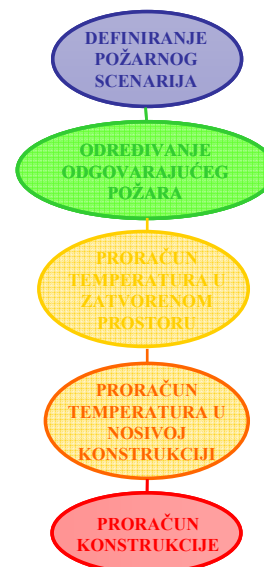 DEFINIRANJE
POŽARNOG
SCENARIJA
ODREĐIVANJE
ODGOVARAJUĆEG
POŽARA
PRORAČUN
TEMPERATURA U
ZATVORENOM
PROSTORU
PRORAČUN
TEMPERATURA U
NOSIVOJ
KONSTRUKCIJI
PRORAČUN
KONSTRUKCIJE